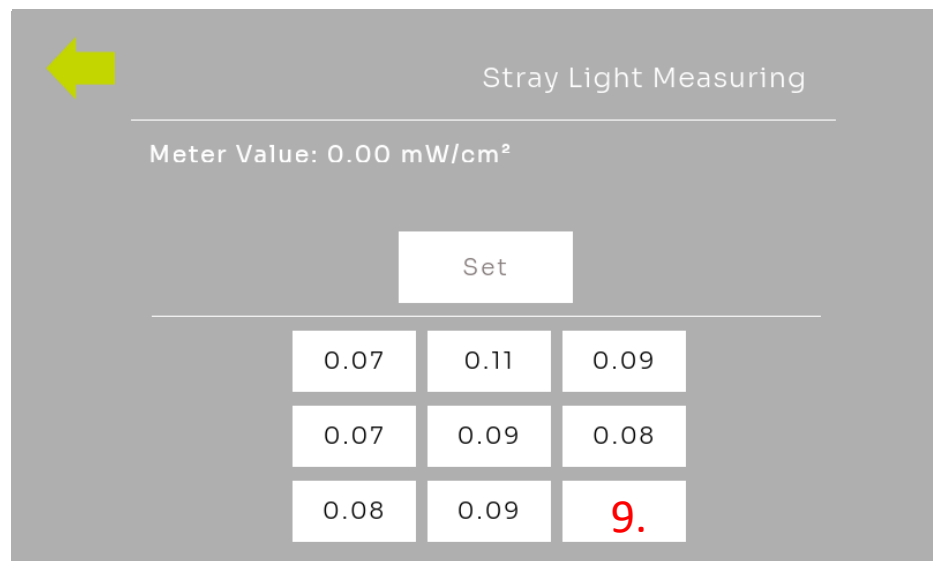 Stray Light Measuring
Meter Value: 0.00 mW/cm²
Set
0.07 0.11 0.09
0.07 0.09 0.08
0.08 0.09 9.